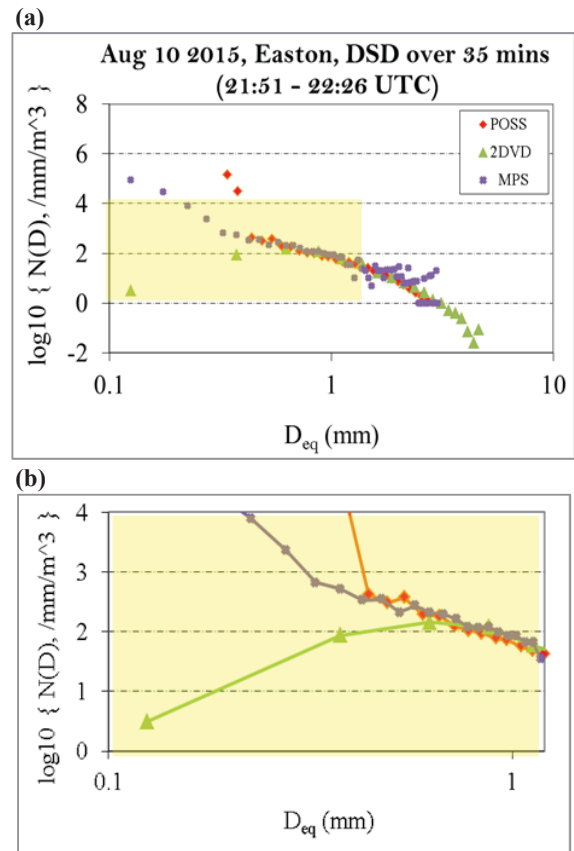 (a)
Aug 10 2015, Easton, DSD over 35 mins
(21:51 - 22:26 UTC)
log10 { N(D), /mm/m^3 }
8
6
4
2
0
-2
POSS
2DVD
MPS
0.1
1
10
Deq (mm)
(b)
log10 { N(D), /mm/m^3 }
4
3
2
1
0
0.1
1
Deq (mm)